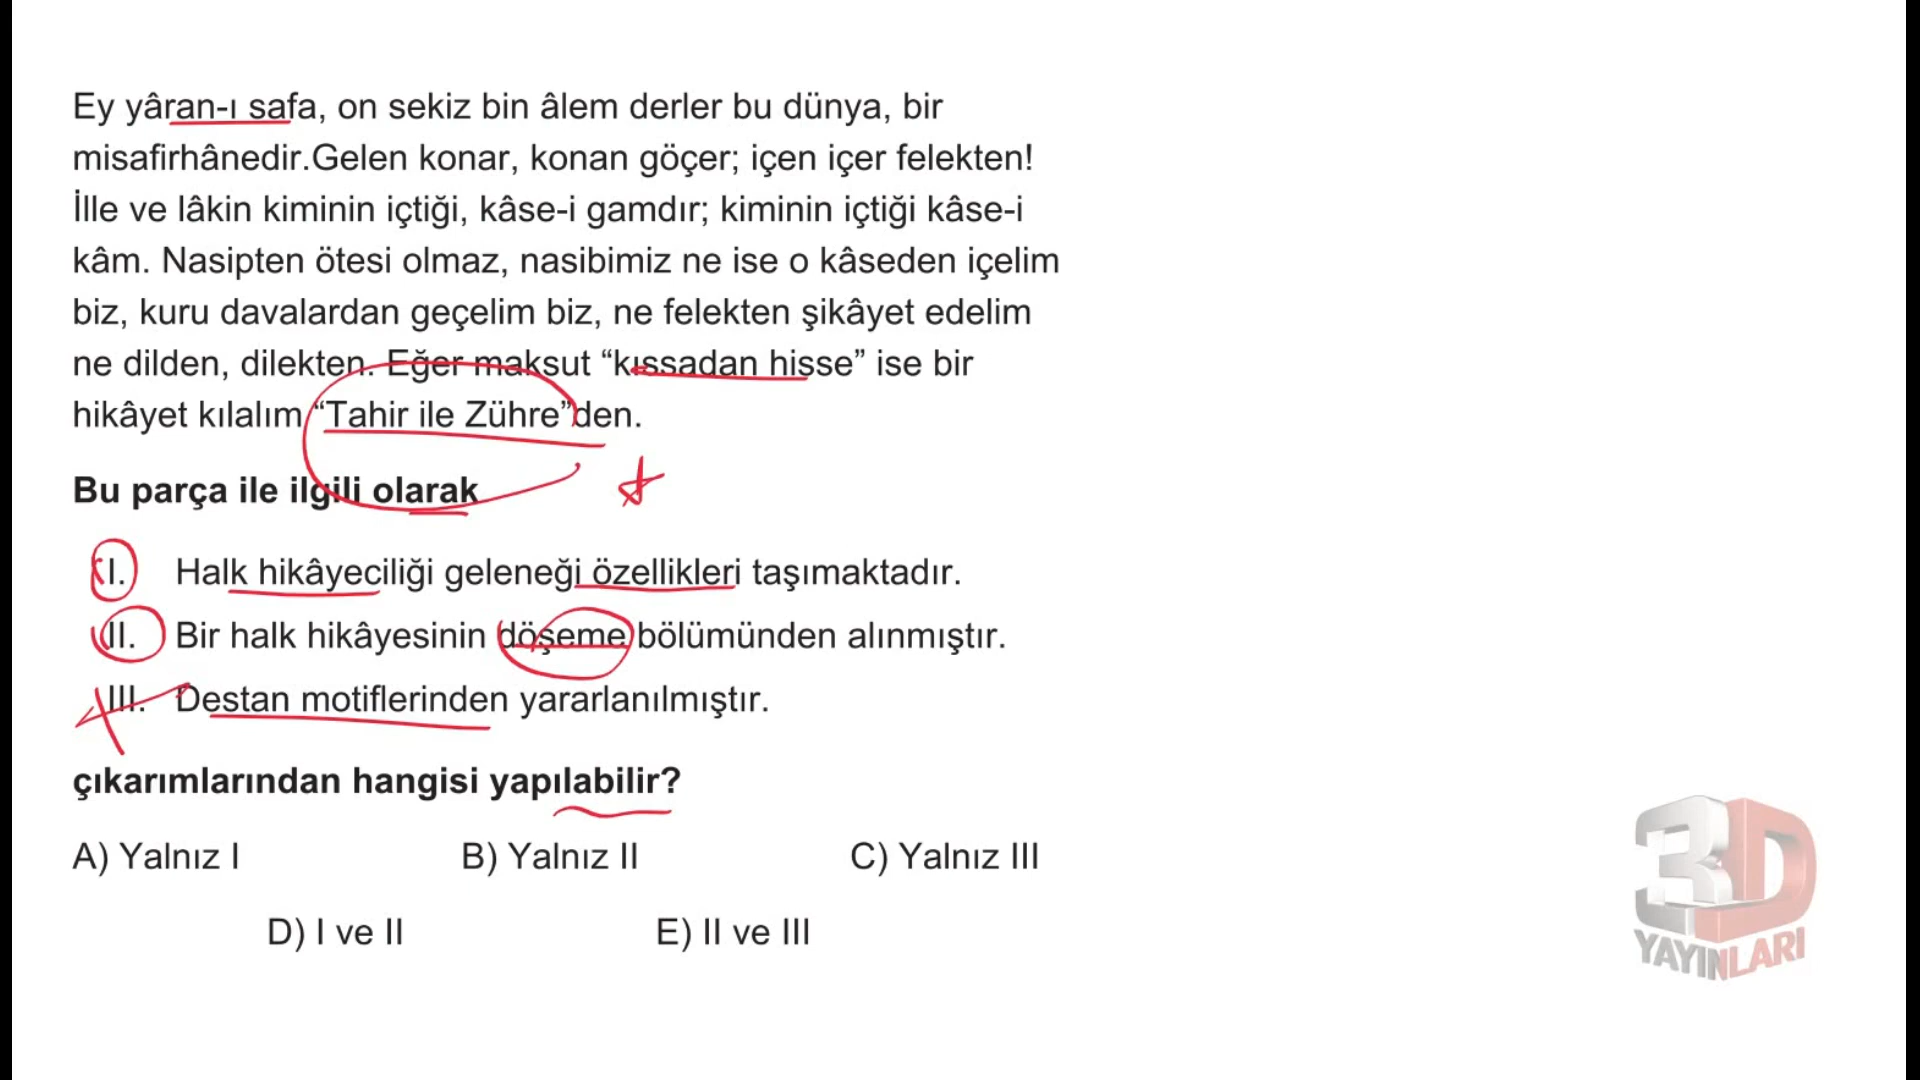 Ey yâran-ı safa, on sekiz bin âlem derler bu dünya, bir
misafirhânedir.Gelen konar, konan göçer; içen içer felekten!
İlle ve lâkin kiminin içtiği, kâse-i gamdır; kiminin içtiği kâse-i
kâm. Nasipten ötesi olmaz, nasibimiz ne ise o kâseden içelim
biz, kuru davalardan geçelim biz, ne felekten şikâyet edelim
ne dilden, dilekten. Eğer maksut “kıssadan hisse” ise bir
hikâyet kılalım “Tahir ile Zühre”den.
Bu parça ile ilgili olarak
I. Halk hikâyeciliği geleneği özellikleri taşımaktadır.
II. Bir halk hikâyesinin döşeme bölümünden alınmıştır.
III. Destan motiflerinden yararlanılmıştır.
çıkarımlarından hangisi yapılabilir?
A) Yalnız I B) Yalnız II C) Yalnız III
D) I ve II E) II ve III
3D
YAYINLARI